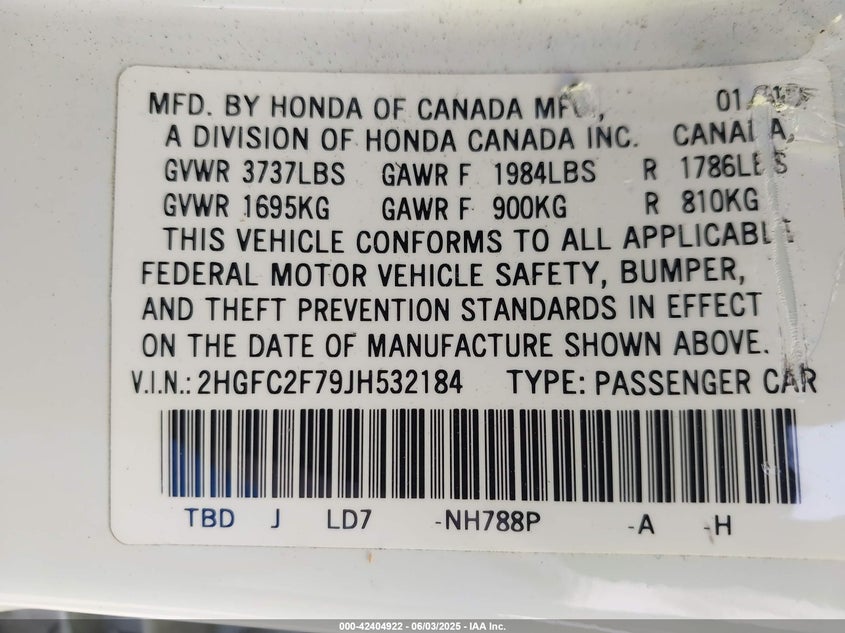 MFD. BY HONDA OF CANADA MFG., 01
A DIVISION OF HONDA CANADA INC. CANADA,
GVWR 3737LBS GAWR F 1984LBS R 1786LBS
GVWR 1695KG GAWR F 900KG R 810KG
THIS VEHICLE CONFORMS TO ALL APPLICABLE
FEDERAL MOTOR VEHICLE SAFETY, BUMPER,
AND THEFT PREVENTION STANDARDS IN EFFECT
ON THE DATE OF MANUFACTURE SHOWN ABOVE.
V.I.N.: 2HGFC2F79JH532184 TYPE: PASSENGER CAR
TBD J LD7 -NH788P -A -H
000-42404922 - 06/03/2025 - IAA Inc.